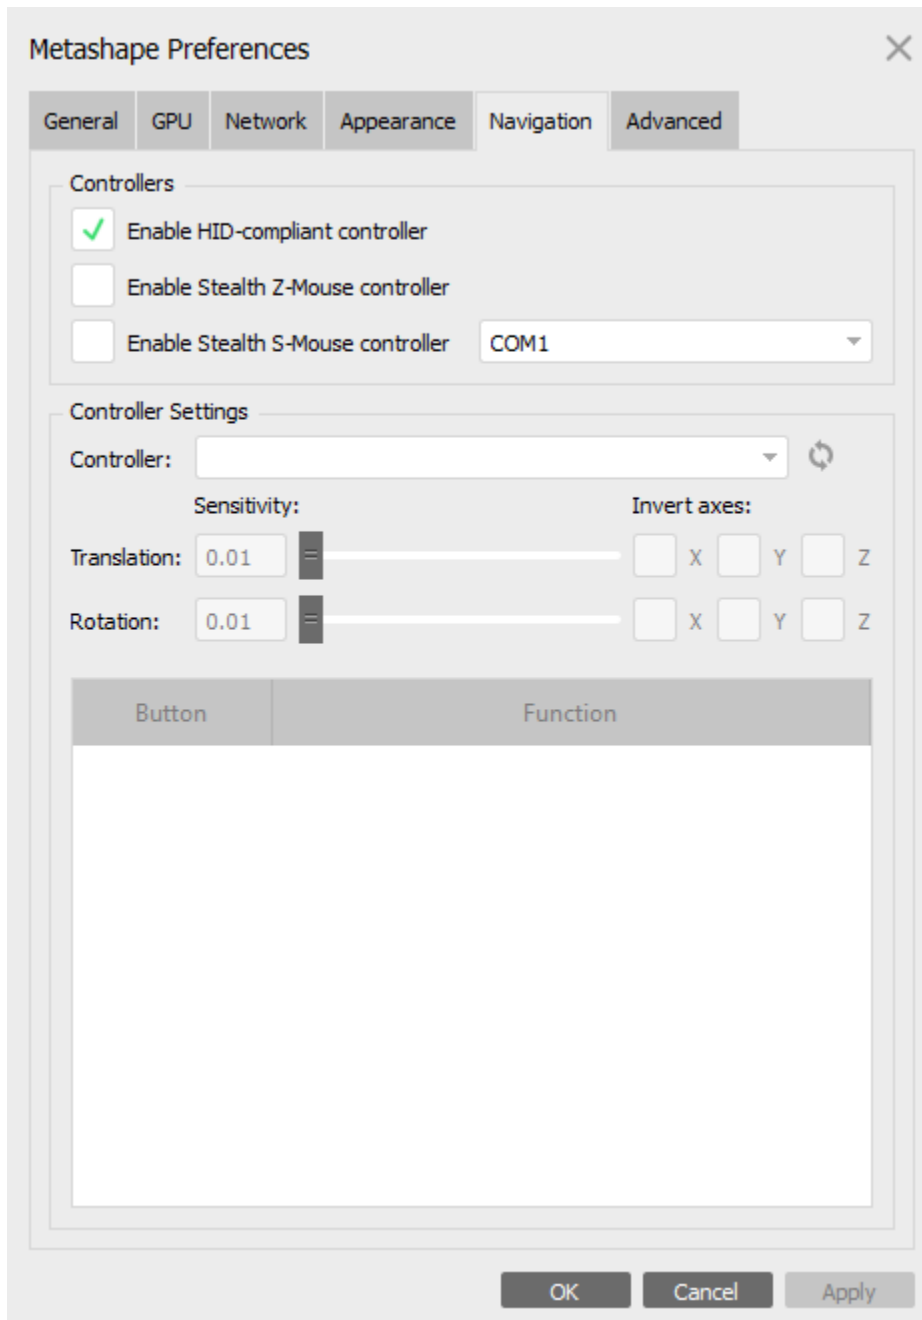 Metashape Preferences
General GPU Network Appearance Navigation Advanced
Controllers
Enable HID-compliant controller
Enable Stealth Z-Mouse controller
Enable Stealth S-Mouse controller COM1
Controller Settings
Controller:
Sensitivity: Invert axes:
Translation: 0.01 X Y Z
Rotation: 0.01 X Y Z
Button Function
OK Cancel Apply